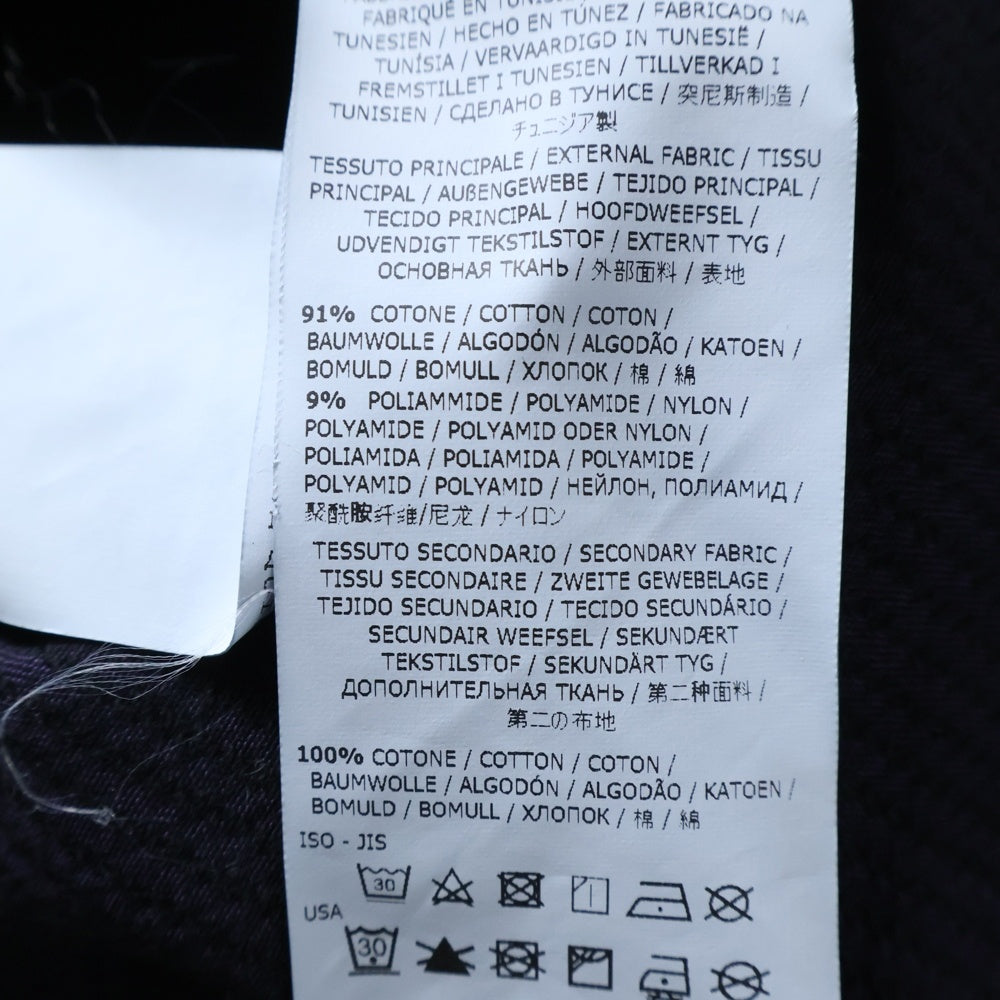 FABRIQUÉ EN TUNISIE
TUNESIEN / HECHO EN TÚNEZ / FABRICADO NA
TUNÍSIA / VERVAARDIGD IN TUNESIË /
FREMSTILLET I TUNESIEN / TILLVERKAD I
TUNISIEN / СДЕЛАНО В ТУНИСЕ / 突尼斯制造 /
チュニジア製
TESSUTO PRINCIPALE / EXTERNAL FABRIC / TISSU
PRINCIPAL / AUßENGEWEBE / TEJIDO PRINCIPAL /
TECIDO PRINCIPAL / HOOFDWEEFSEL /
UDVENDIGT TEKSTILSTOF / EXTERNT TYG /
ОСНОВНАЯ ТКАНЬ / 外部面料 / 表地
91% COTONE / COTTON / COTON /
BAUMWOLLE / ALGODÓN / ALGODÃO / KATOEN /
BOMULD / BOMULL / ХЛОПОК / 棉 / 綿
9% POLIAMMIDE / POLYAMIDE / NYLON /
POLYAMIDE / POLYAMID ODER NYLON /
POLIAMIDA / POLIAMIDA / POLYAMIDE /
POLYAMID / POLYAMID / НЕЙЛОН, ПОЛИАМИД /
聚酰胺纤维/尼龙 / ナイロン
TESSUTO SECONDARIO / SECONDARY FABRIC /
TISSU SECONDAIRE / ZWEITE GEWEBELAGE /
TEJIDO SECUNDARIO / TECIDO SECUNDÁRIO /
SECUNDAIR WEEFSEL / SEKUNDÆRT
TEKSTILSTOF / SEKUNDÄRT TYG /
ДОПОЛНИТЕЛЬНАЯ ТКАНЬ / 第二种面料 /
第二の布地
100% COTONE / COTTON / COTON /
BAUMWOLLE / ALGODÓN / ALGODÃO / KATOEN /
BOMULD / BOMULL / ХЛОПОК / 棉 / 綿
ISO - JIS
30
USA
30